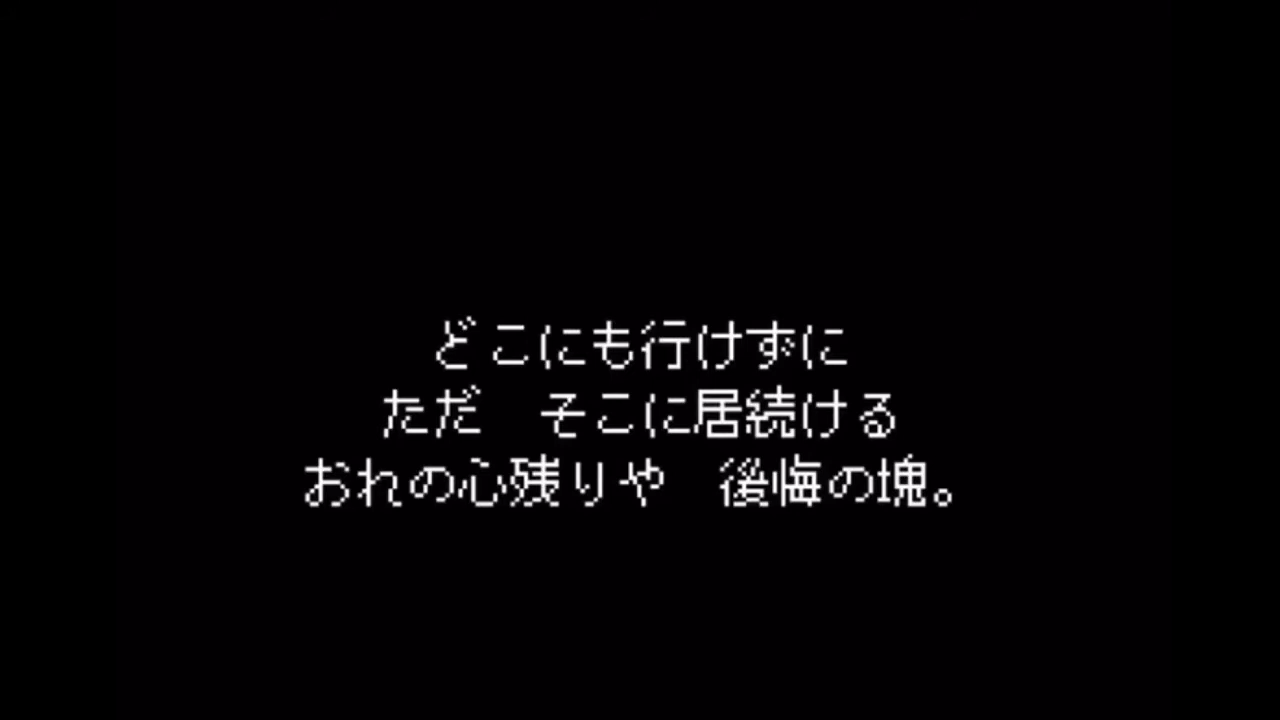 どこにも行けずに
ただ　そこに居続ける
おれの心残りや　後悔の塊。